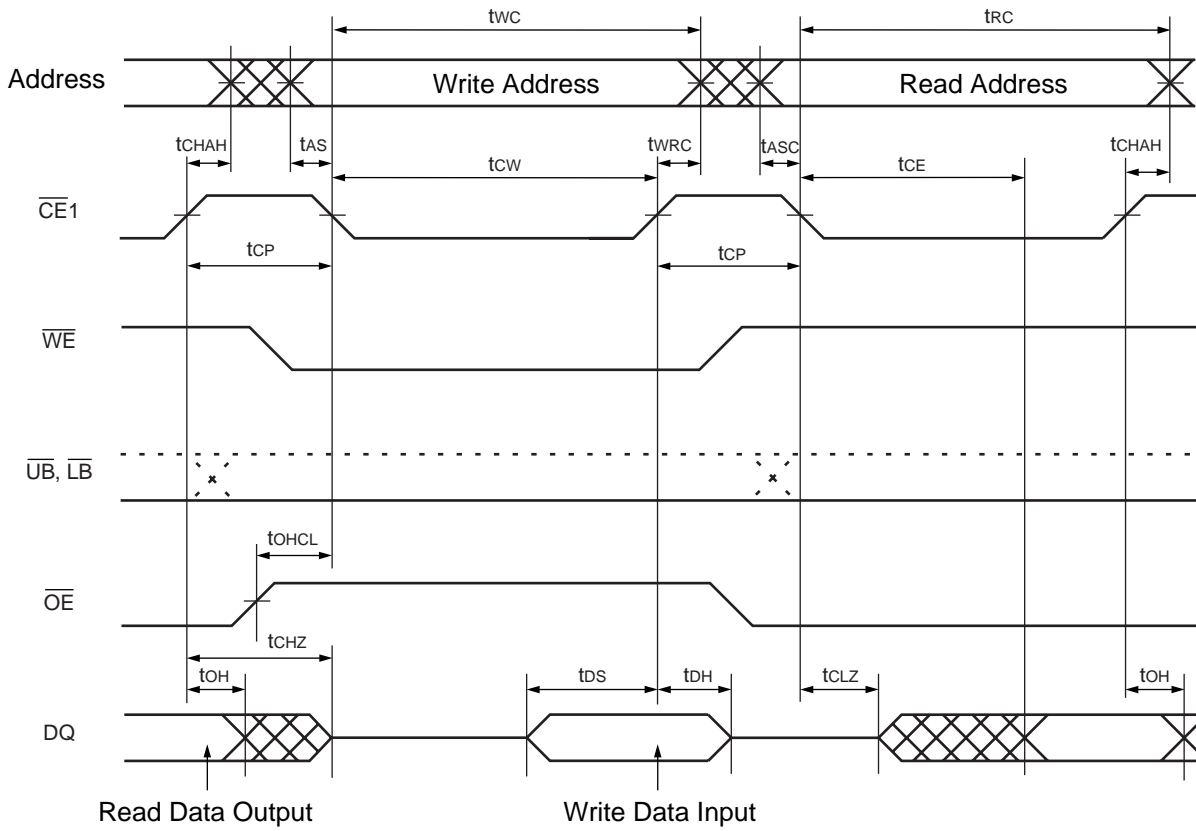 tWC tRC
Address Write Address Read Address
tCHAH tAS tCW tWRC tASC tCE tCHAH
CE1
tCP tCP
WE
UB, LB
tOHCL
OE
tCHZ
tOH tDS tDH tCLZ tOH
DQ
Read Data Output Write Data Input